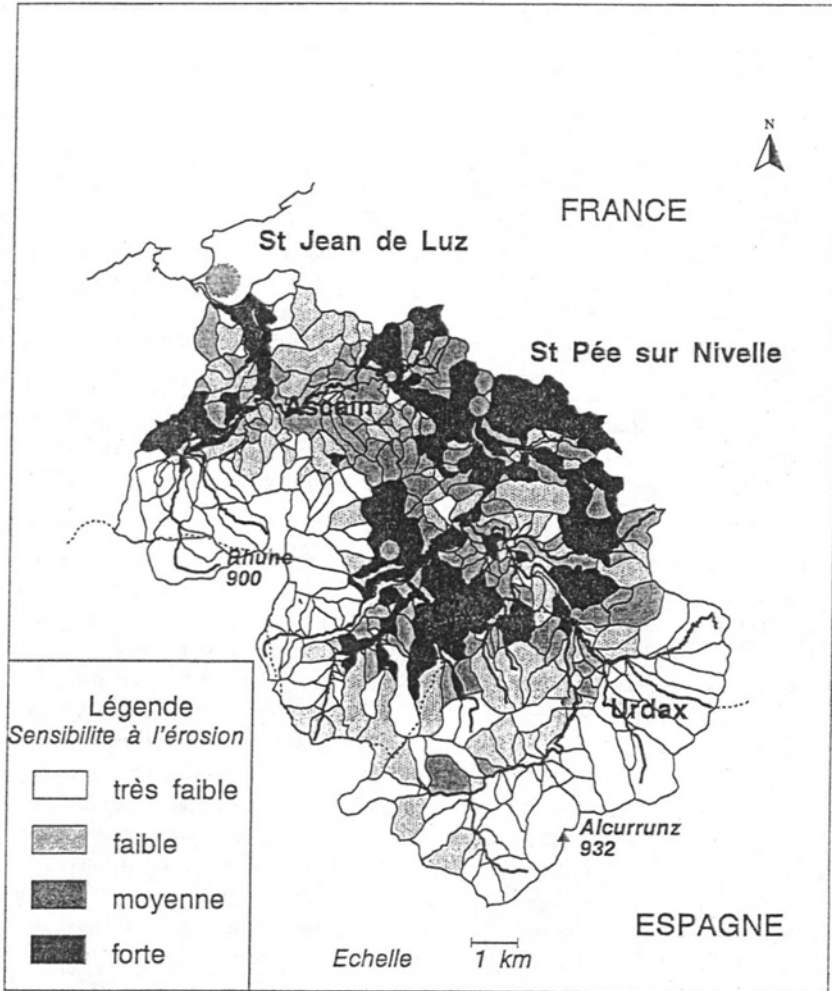 N
FRANCE
St Jean de Luz
St Pée sur Nivelle
Ascain
Rhune
900
Urdax
Légende
Sensibilite à l'érosion
très faible
faible
moyenne
forte
Alcurrunz
932
ESPAGNE
Echelle
1 km